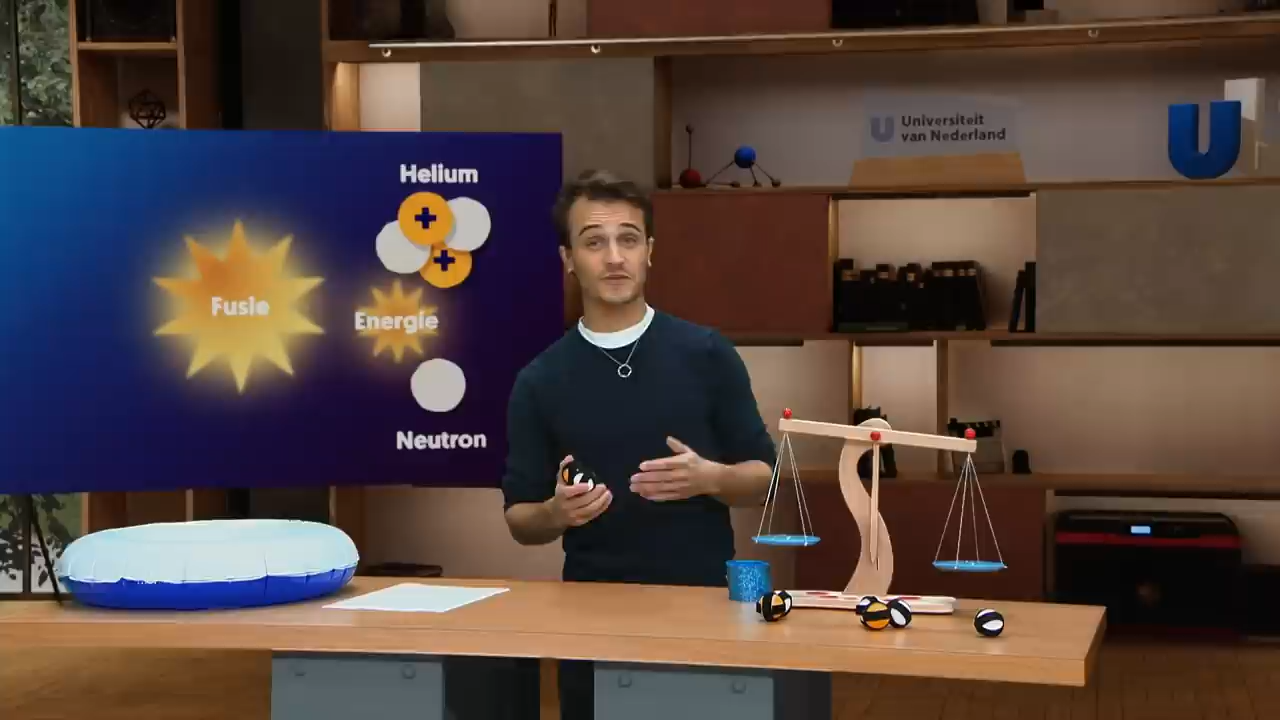 Helium
+
+
Fusie
Energie
Neutron
Universiteit
van Nederland